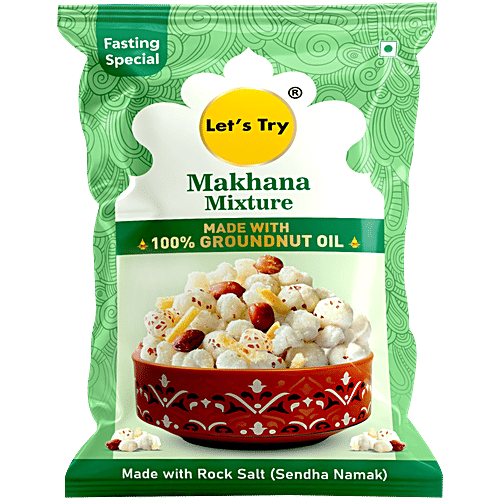 Fasting
Special
®
Let's Try
Makhana
Mixture
MADE WITH
100% GROUNDNUT OIL
Made with Rock Salt (Sendha Namak)